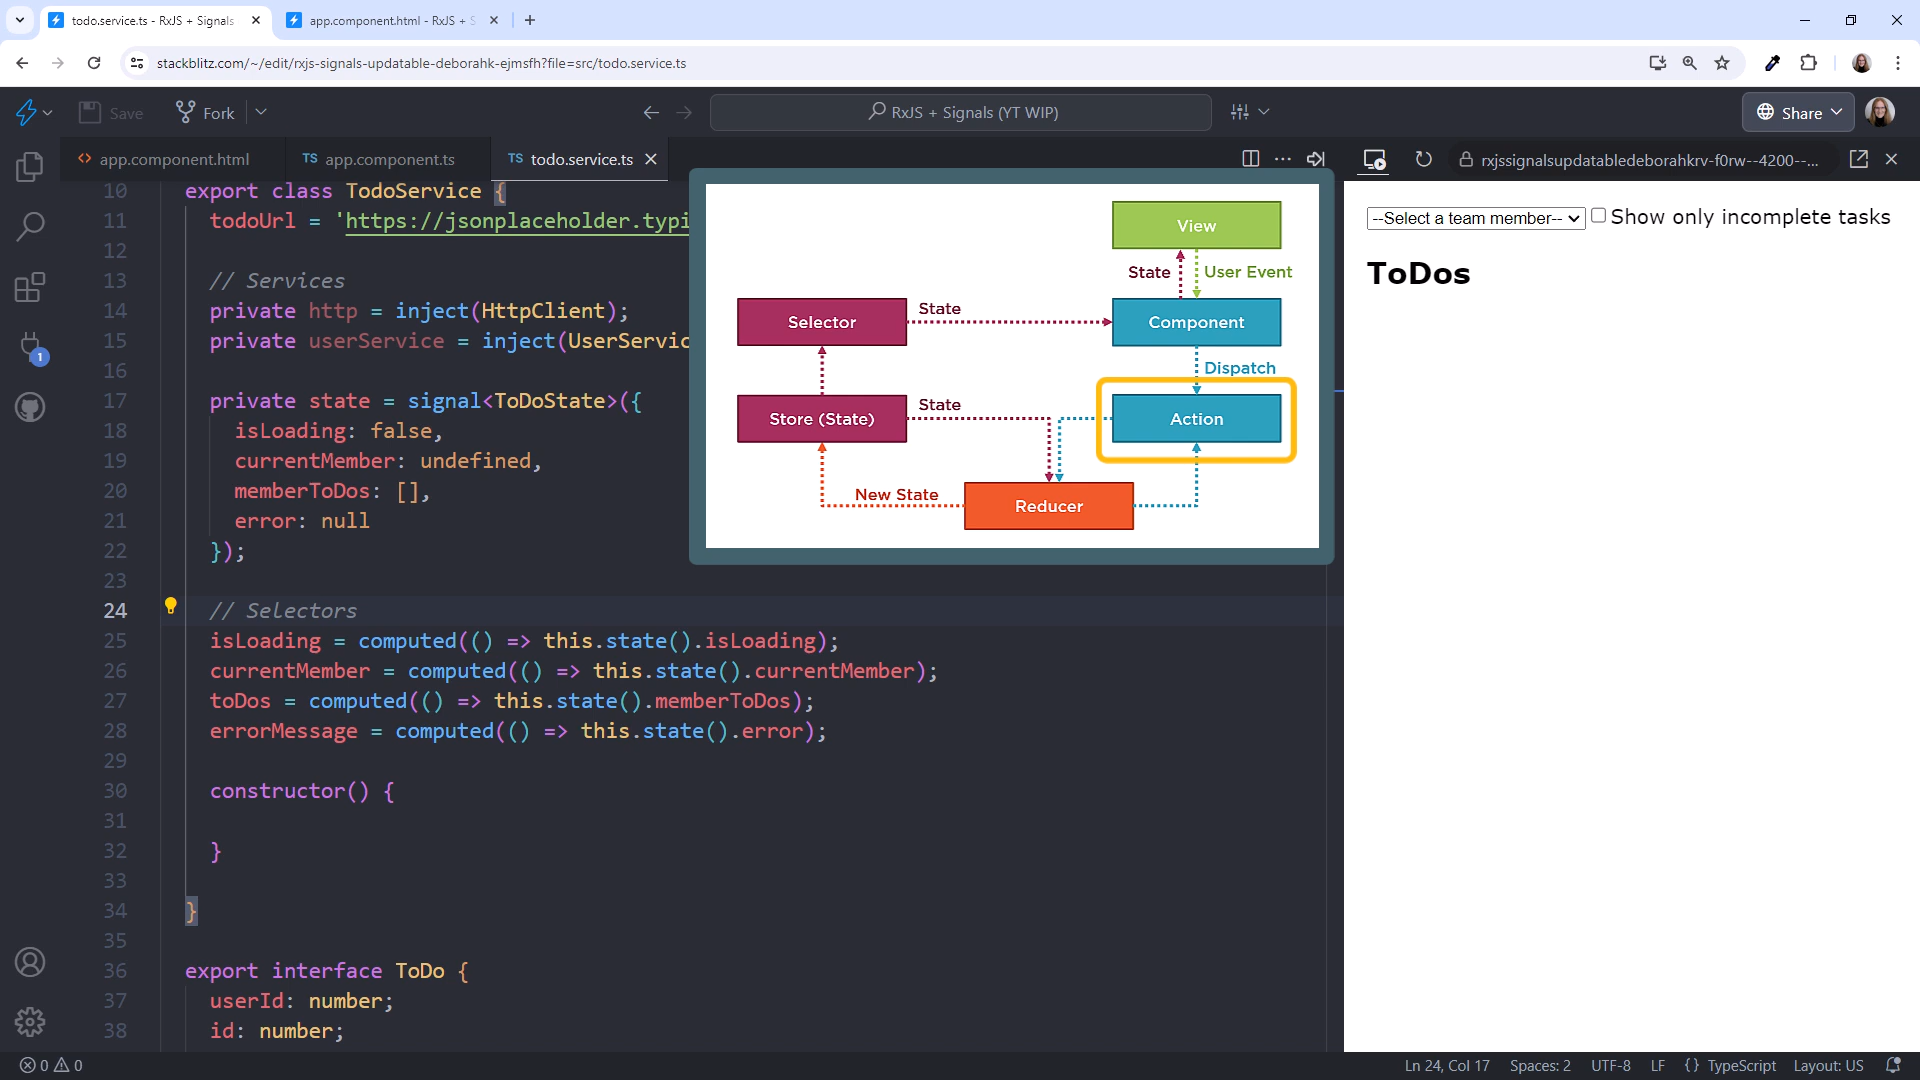 todo.service.ts - RxJS + Signals
app.component.html - RxJS + S
stackblitz.com/~/edit/rxjs-signals-updatable-deborahk-ejmsfh?file=src/todo.service.ts
Save
Fork
RxJS + Signals (YT WIP)
Share
<> app.component.html
TS app.component.ts
TS todo.service.ts
rxjssignalsupdatabledeborahkrv-f0rw--4200--...
10 export class TodoService {
11 todoUrl = 'https://jsonplaceholder.typi
12
13 // Services
14 private http = inject(HttpClient);
15 private userService = inject(UserServic
16
17 private state = signal<ToDoState>({
18 isLoading: false,
19 currentMember: undefined,
20 memberToDos: [],
21 error: null
22 });
23
24 // Selectors
25 isLoading = computed(() => this.state().isLoading);
26 currentMember = computed(() => this.state().currentMember);
27 toDos = computed(() => this.state().memberToDos);
28 errorMessage = computed(() => this.state().error);
29
30 constructor() {
31
32 }
33
34 }
35
36 export interface ToDo {
37 userId: number;
38 id: number;
1
View
State
User Event
Selector
State
Component
Dispatch
Store (State)
State
Action
New State
Reducer
--Select a team member--
Show only incomplete tasks
ToDos
0 0
Ln 24, Col 17
Spaces: 2
UTF-8
LF
{} TypeScript
Layout: US